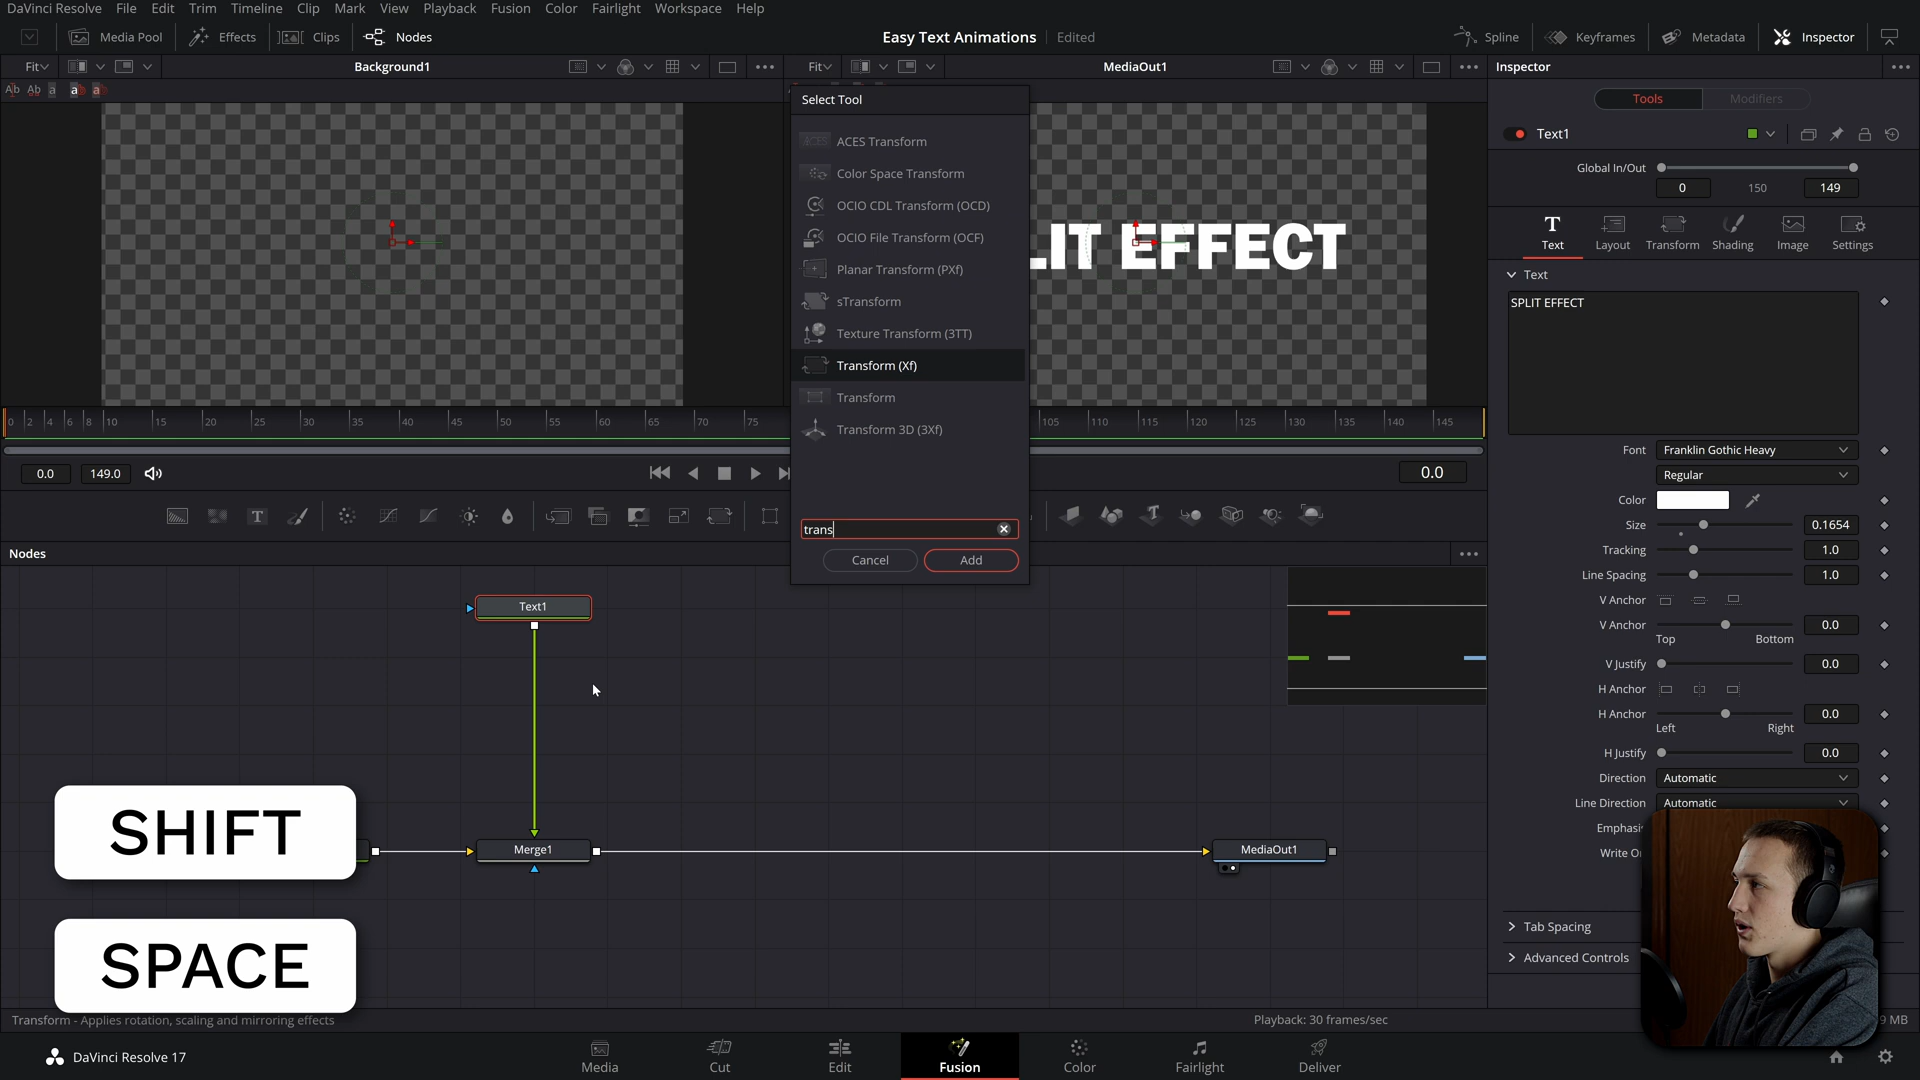 DaVinci Resolve File Edit Trim Timeline Clip Mark View Playback Fusion Color Fairlight Workspace Help
Media Pool Effects Clips Nodes Easy Text Animations Edited Spline Keyframes Metadata Inspector
Fit Background1 Fit MediaOut1 Inspector
Select Tool
Tools Modifiers
ACES Transform
Text1
Color Space Transform
Global In/Out
0 150 149
OCIO CDL Transform (OCD)
OCIO File Transform (OCF)
Text Layout Transform Shading Image Settings
LIT EFFECT
Planar Transform (PXf)
Text
sTransform
SPLIT EFFECT
Texture Transform (3TT)
Transform (Xf)
Transform
Transform 3D (3Xf)
0 2 4 6 8 10 15 20 25 30 35 40 45 50 55 60 65 70 75 105 110 115 120 125 130 135 140 145
Font Franklin Gothic Heavy
Regular
0.0 149.0 0.0
Color
Size 0.1654
trans
Tracking 1.0
Cancel Add
Nodes
Line Spacing 1.0
V Anchor
V Anchor 0.0
Top Bottom
V Justify 0.0
H Anchor
H Anchor 0.0
Left Right
H Justify 0.0
Direction Automatic
Line Direction Automatic
Text1
Merge1
MediaOut1
SHIFT
SPACE
Tab Spacing
Advanced Controls
Transform - Applies rotation, scaling and mirroring effects
Playback: 30 frames/sec
9 MB
DaVinci Resolve 17
Media Cut Edit Fusion Color Fairlight Deliver